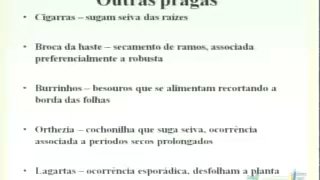 Outras pragas
• Cigarras – sugam seiva das raízes
• Broca da haste – secamento de ramos, associada
preferencialmente a robusta
• Burrinhos – besouros que se alimentam recortando a
borda das folhas
• Orthezia – cochonilha que suga seiva, ocorrência
associada a períodos secos prolongados
• Lagartas – ocorrência esporádica, desfolham a planta